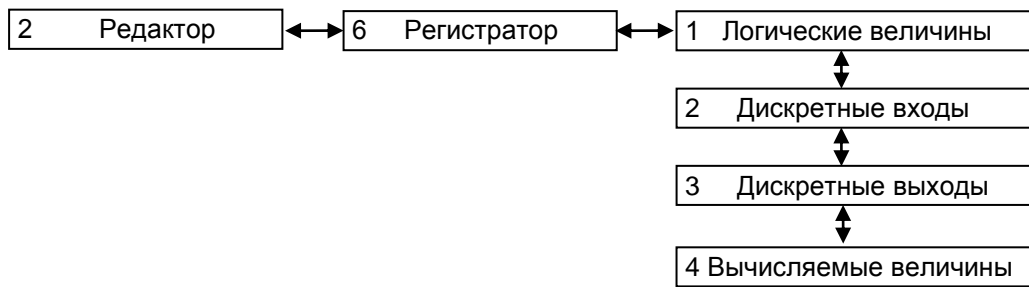 2 Редактор
6 Регистратор
1 Логические величины
2 Дискретные входы
3 Дискретные выходы
4 Вычисляемые величины